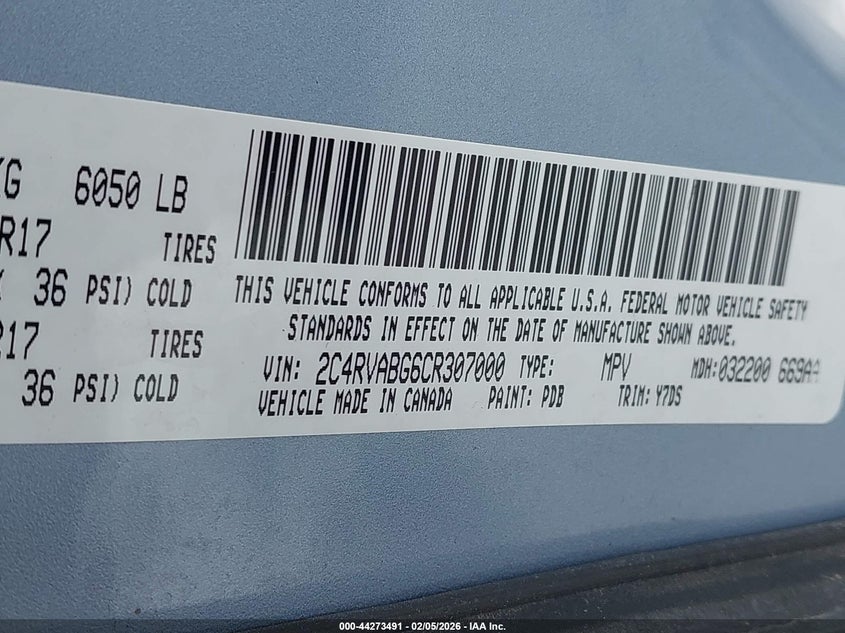 KG 6050 LB
R17 TIRES
36 PSI) COLD
R17 TIRES
36 PSI) COLD
THIS VEHICLE CONFORMS TO ALL APPLICABLE U.S.A. FEDERAL MOTOR VEHICLE SAFETY
STANDARDS IN EFFECT ON THE DATE OF MANUFACTURE SHOWN ABOVE.
VIN: 2C4RVABG6CR307000 TYPE: MPV MDH:032200 669AA
VEHICLE MADE IN CANADA PAINT: PDB TRIM: Y7DS
000-44273491 - 02/05/2026 - IAA Inc.